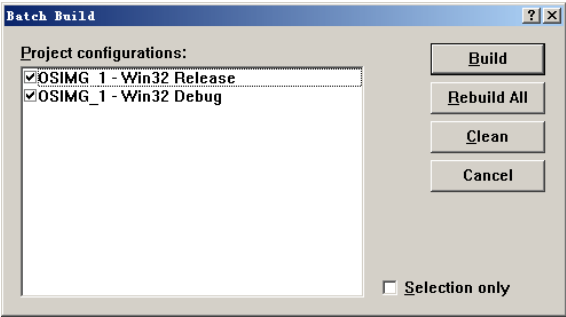 Batch Build
Project configurations:
OSIMG_1 - Win32 Release
OSIMG_1 - Win32 Debug
Build
Rebuild All
Clean
Cancel
Selection only